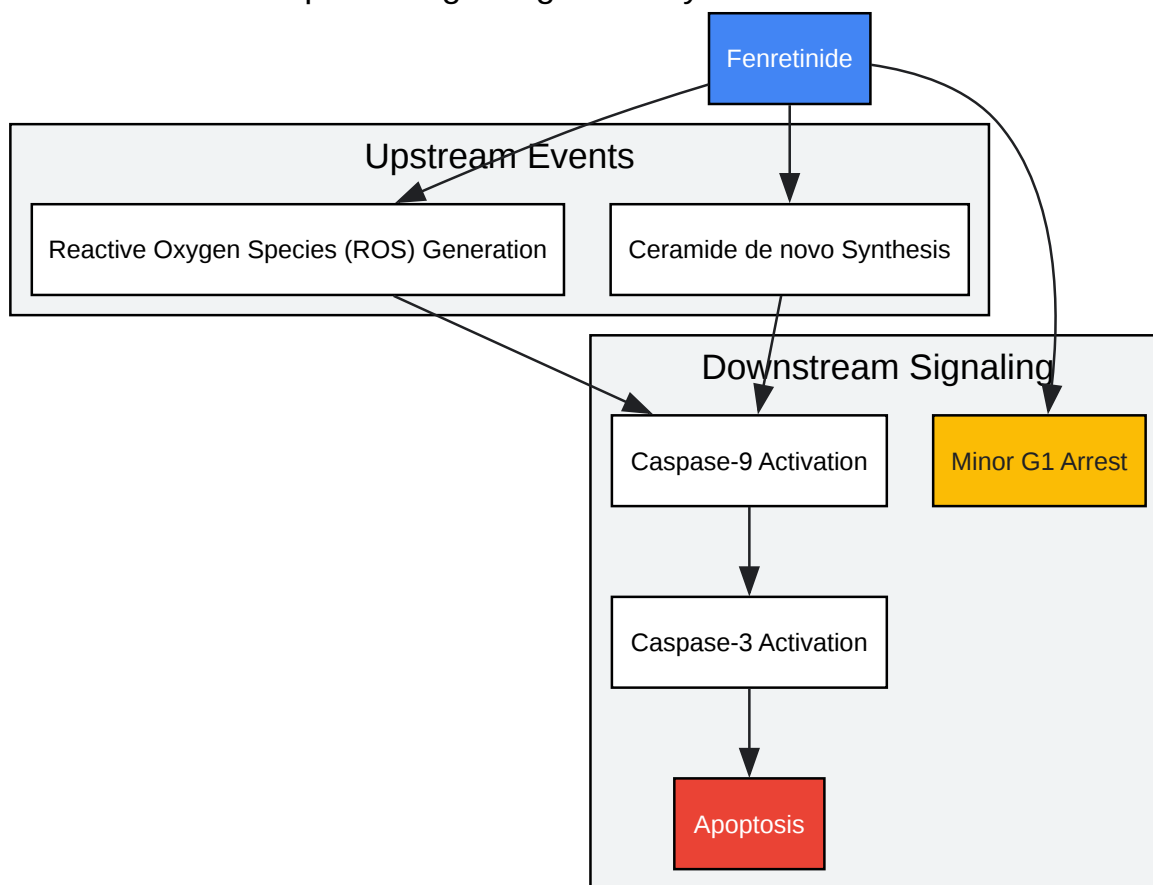 Fenretinide
Upstream Events
Reactive Oxygen Species (ROS) Generation
Ceramide de novo Synthesis
Downstream Signaling
Caspase-9 Activation
Minor G1 Arrest
Caspase-3 Activation
Apoptosis